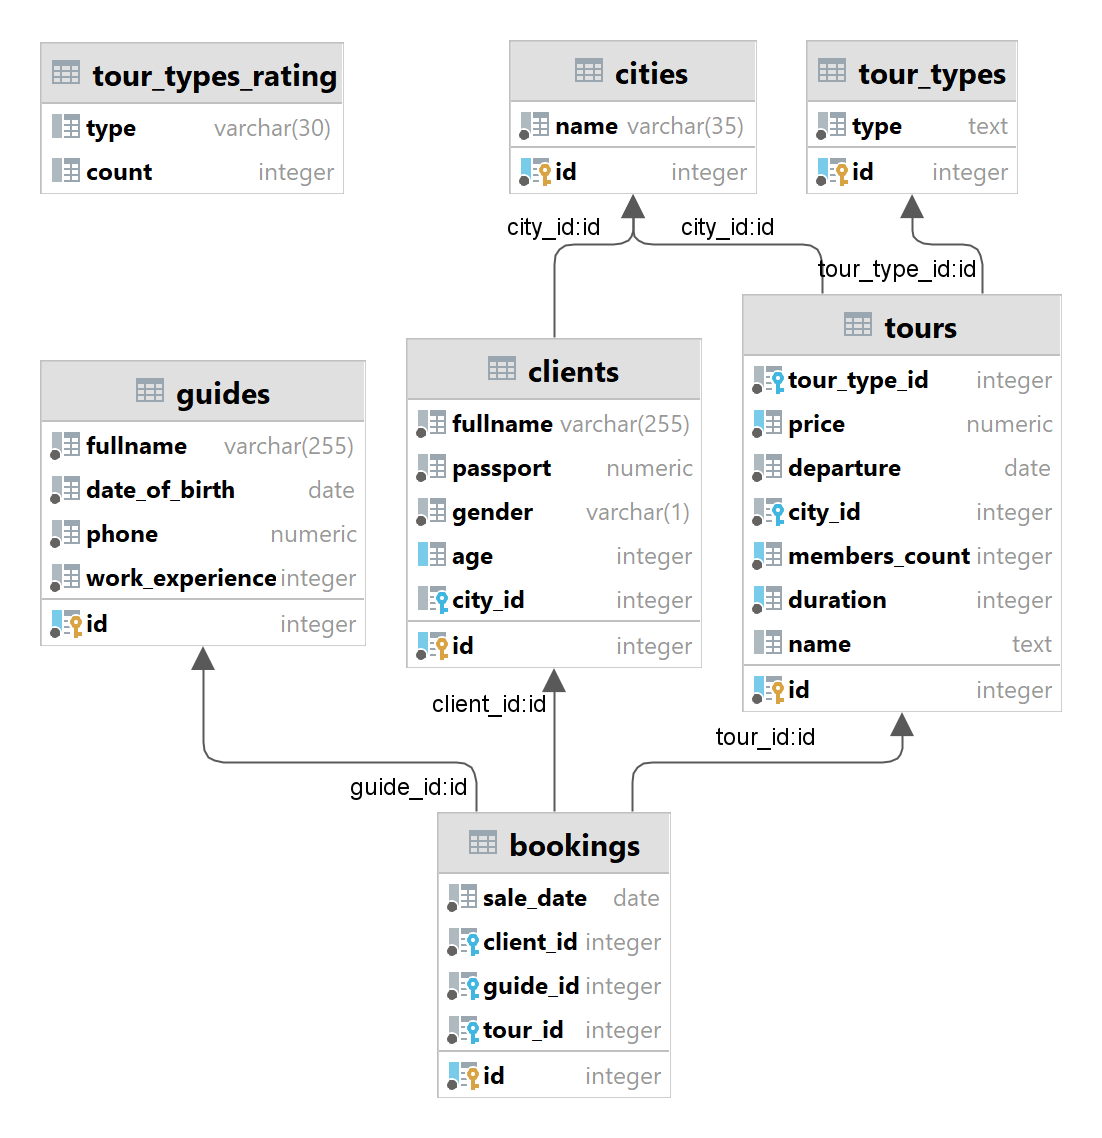 tour_types_rating
type varchar(30)
count integer
cities
name varchar(35)
id integer
tour_types
type text
id integer
city_id:id
city_id:id
tour_type_id:id
guides
fullname varchar(255)
date_of_birth date
phone numeric
work_experience integer
id integer
clients
fullname varchar(255)
passport numeric
gender varchar(1)
age integer
city_id integer
id integer
tours
tour_type_id integer
price numeric
departure date
city_id integer
members_count integer
duration integer
name text
id integer
client_id:id
tour_id:id
guide_id:id
bookings
sale_date date
client_id integer
guide_id integer
tour_id integer
id integer